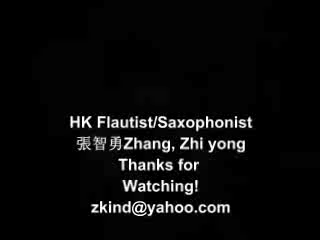 HK Flautist/Saxophonist
張智勇Zhang, Zhi yong
Thanks for
Watching!
zkind@yahoo.com